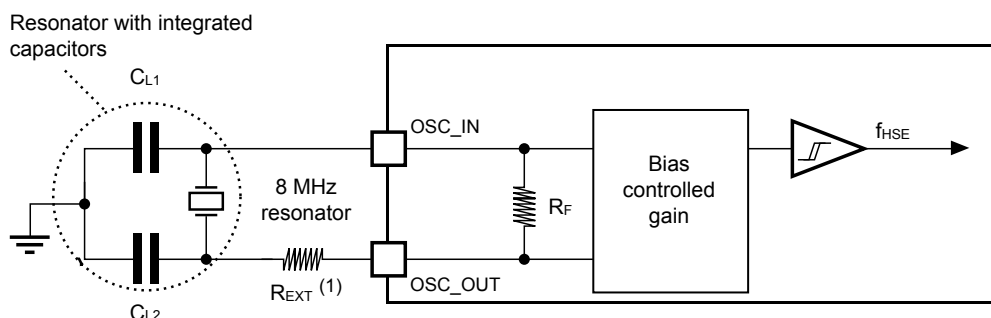 Resonator with integrated
capacitors
CL1
OSC_IN
fHSE
8 MHz
resonator
RF
Bias
controlled
gain
REXT (1)
OSC_OUT
CL2